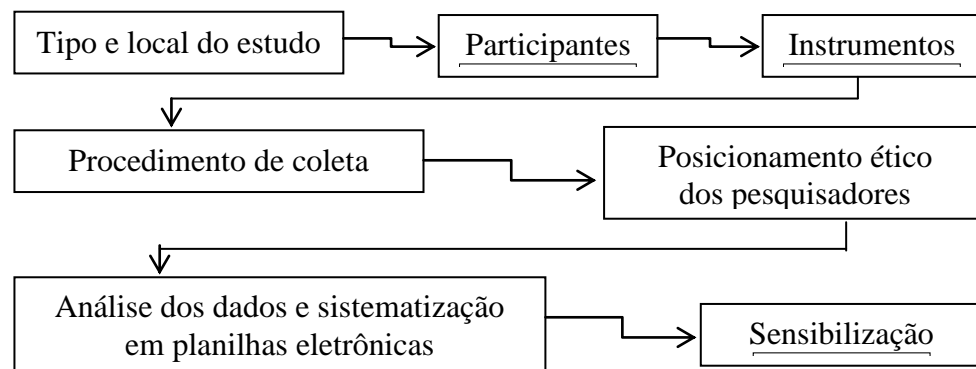 Tipo e local do estudo
Participantes
Instrumentos
Procedimento de coleta
Posicionamento ético
dos pesquisadores
Análise dos dados e sistematização
em planilhas eletrônicas
Sensibilização